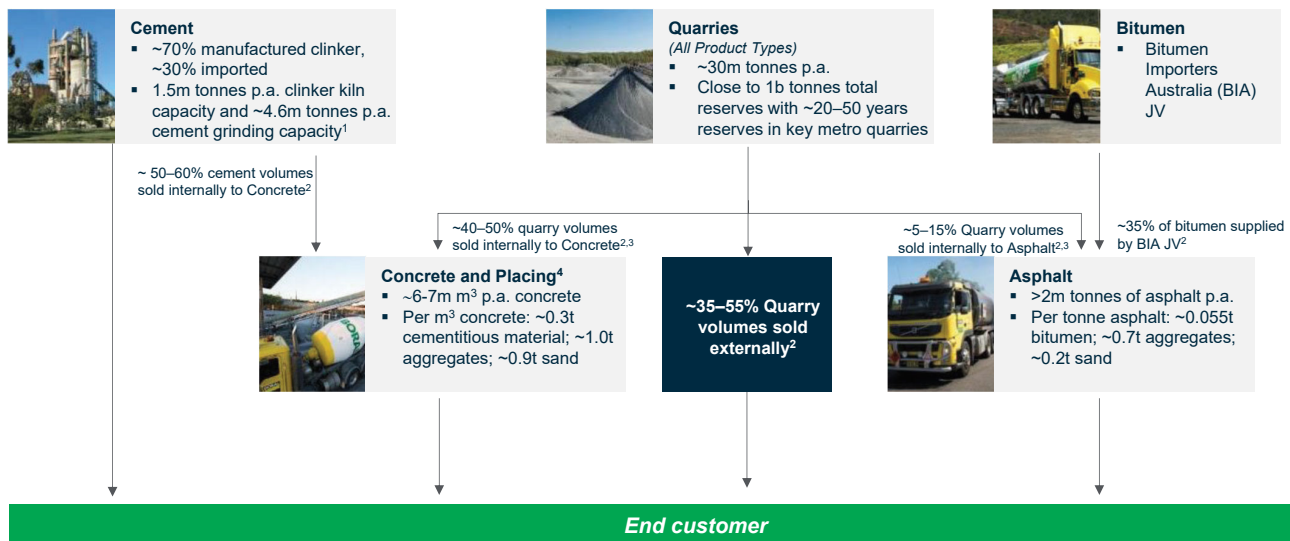 Cement
▪ ~70% manufactured clinker,
~30% imported
▪ 1.5m tonnes p.a. clinker kiln
capacity and ~4.6m tonnes p.a.
cement grinding capacity¹
Quarries
(All Product Types)
▪ ~30m tonnes p.a.
▪ Close to 1b tonnes total
reserves with ~20–50 years
reserves in key metro quarries
Bitumen
▪ Bitumen
Importers
Australia (BIA)
JV
~ 50–60% cement volumes
sold internally to Concrete²
~40–50% quarry volumes
sold internally to Concrete²,³
~5–15% Quarry volumes
sold internally to Asphalt²,³
~35% of bitumen supplied
by BIA JV²
Concrete and Placing⁴
▪ ~6-7m m³ p.a. concrete
▪ Per m³ concrete: ~0.3t
cementitious material; ~1.0t
aggregates; ~0.9t sand
BORA
~35–55% Quarry
volumes sold
externally²
Asphalt
▪ >2m tonnes of asphalt p.a.
▪ Per tonne asphalt: ~0.055t
bitumen; ~0.7t aggregates;
~0.2t sand
End customer